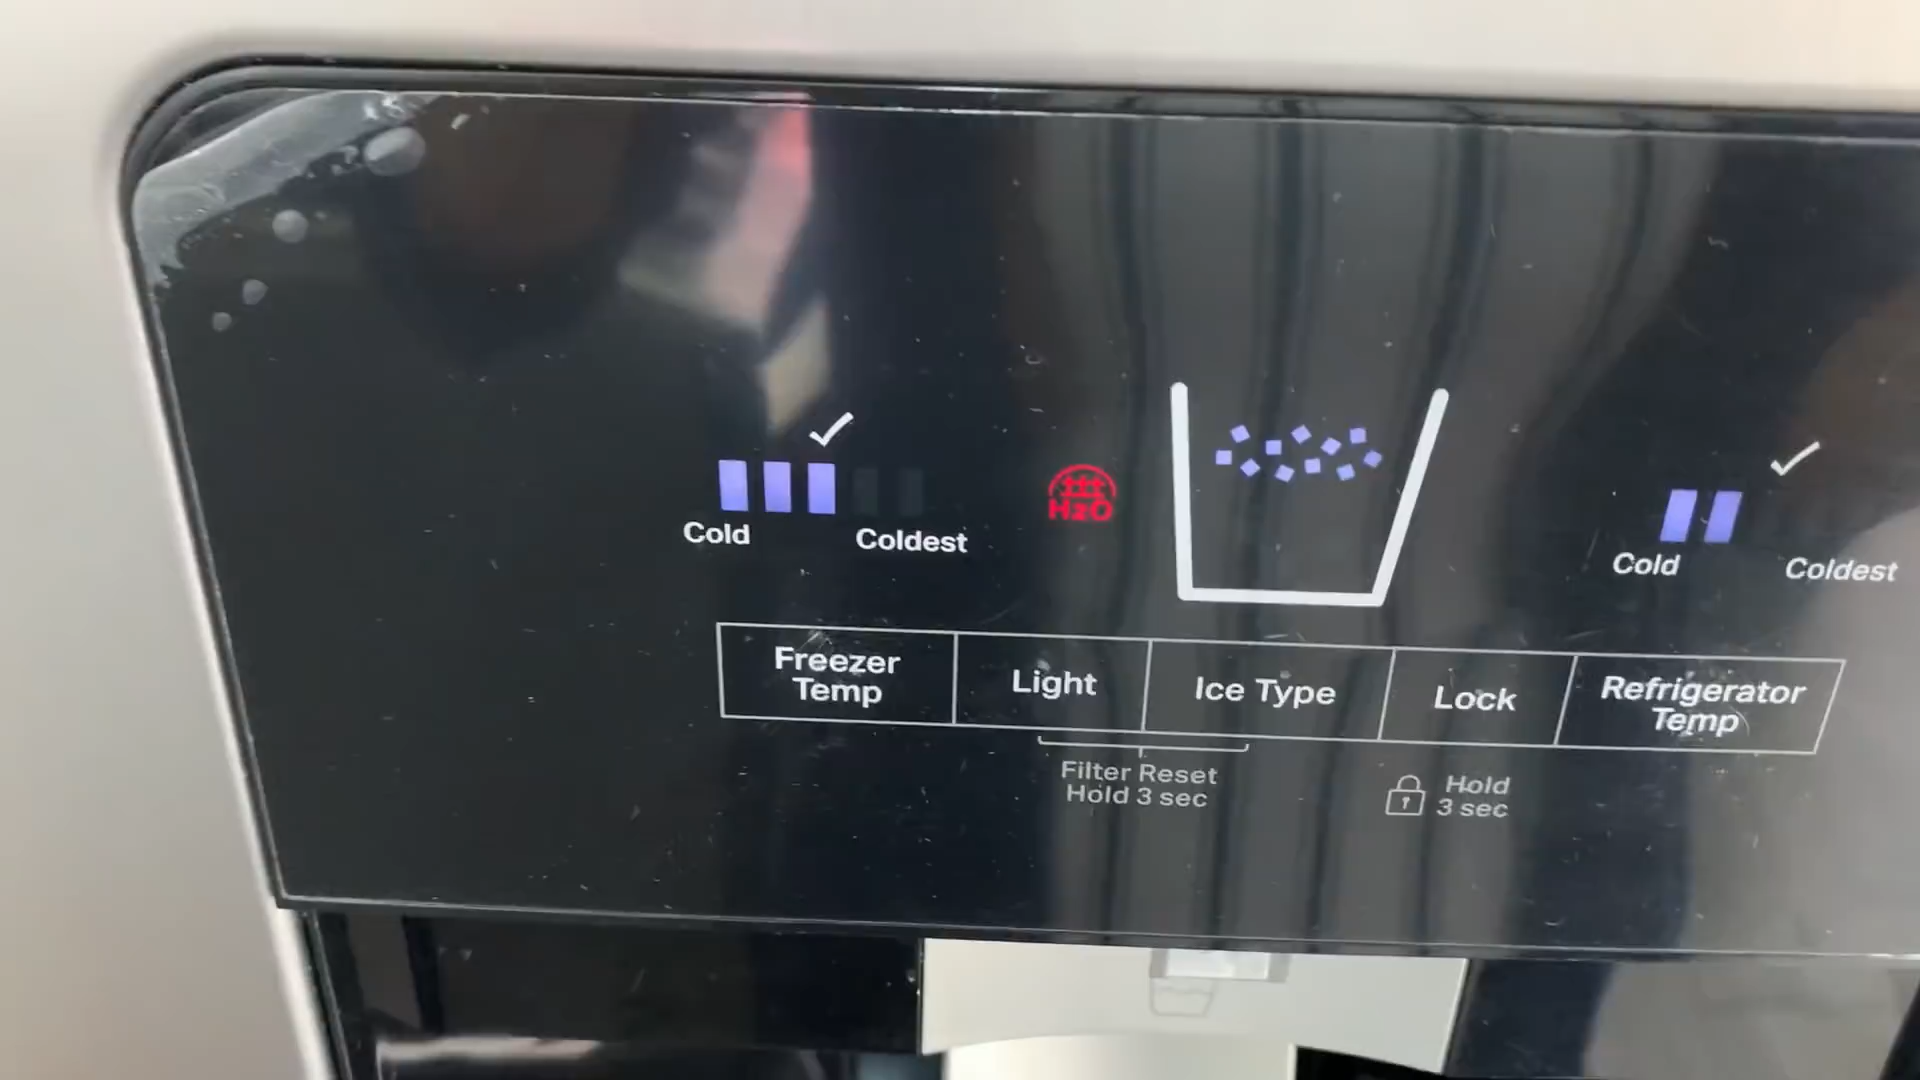 Cold
Coldest
H2O
Cold
Coldest
Freezer
Temp
Light
Ice Type
Lock
Refrigerator
Temp
Filter Reset
Hold 3 sec
Hold
3 sec